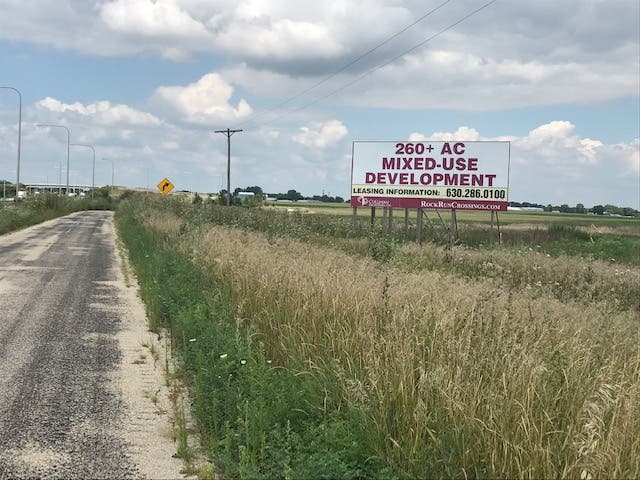 260+ AC
MIXED-USE
DEVELOPMENT
LEASING INFORMATION: 630.286.0100
ROCKRUNCROSSINGS.COM